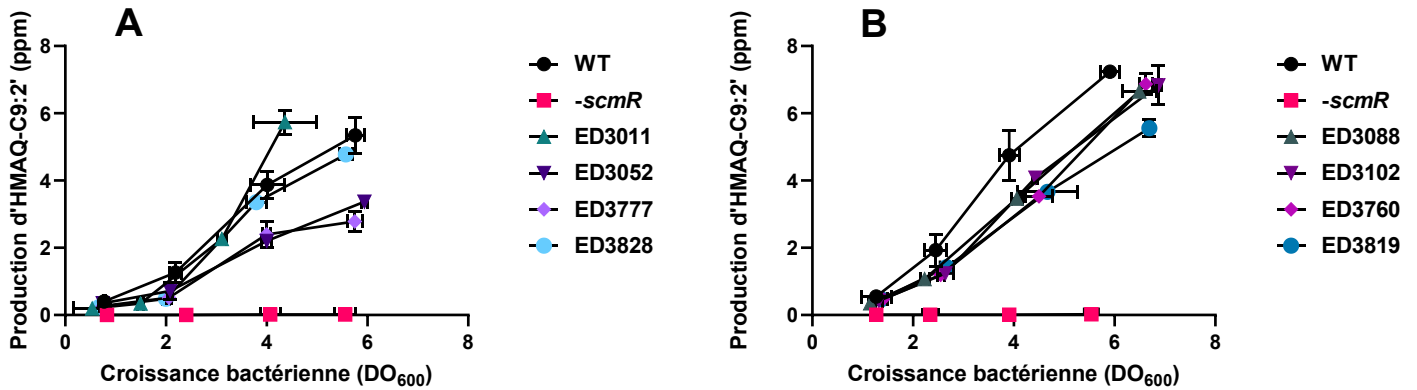 A
Production d'HMAQ-C9:2' (ppm)
8
6
4
2
0
0 2 4 6 8
Croissance bactérienne (DO600)
WT
-scmR
ED3011
ED3052
ED3777
ED3828
B
Production d'HMAQ-C9:2' (ppm)
8
6
4
2
0
0 2 4 6 8
Croissance bactérienne (DO600)
WT
-scmR
ED3088
ED3102
ED3760
ED3819